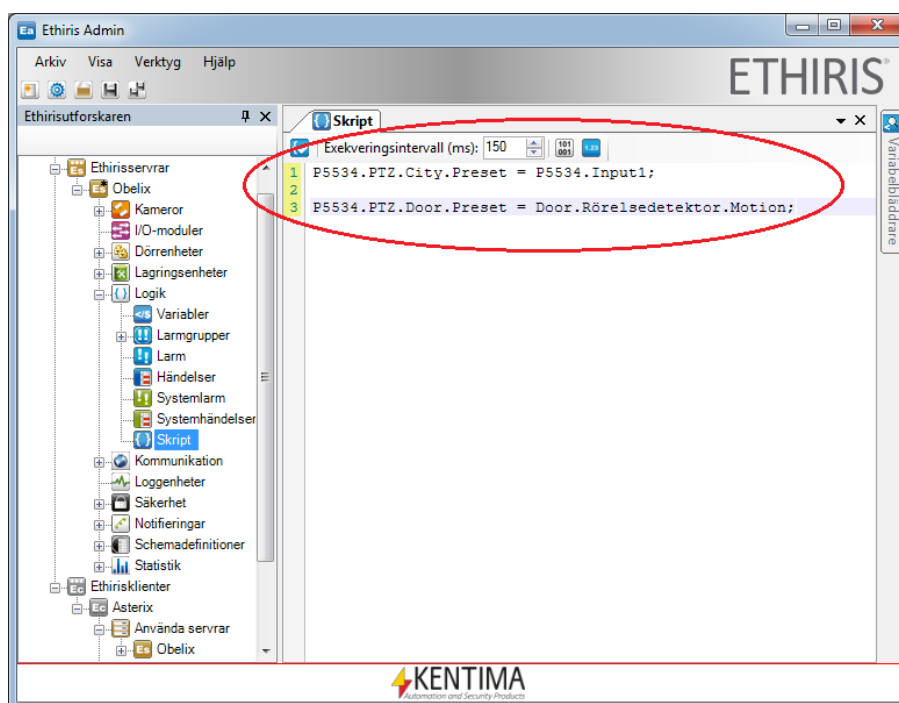 Ethiris Admin
Arkiv Visa Verktyg Hjälp
ETHIRIS
Ethirisutforskaren
Skript
Exekveringsintervall (ms): 150
1 P5534.PTZ.City.Preset = P5534.Input1;
2
3 P5534.PTZ.Door.Preset = Door.Rörelsedetektor.Motion;
Variabelbläddrare
Ethirisservrar
Obelix
Kameror
I/O-moduler
Dörrenheter
Lagringsenheter
Logik
Variabler
Larmgrupper
Larm
Händelser
Systemlarm
Systemhändelser
Skript
Kommunikation
Loggenheter
Säkerhet
Notifieringar
Schemadefinitioner
Statistik
Ethirisklienter
Asterix
Använda servrar
Obelix
KENTIMA
Automation and Security Products